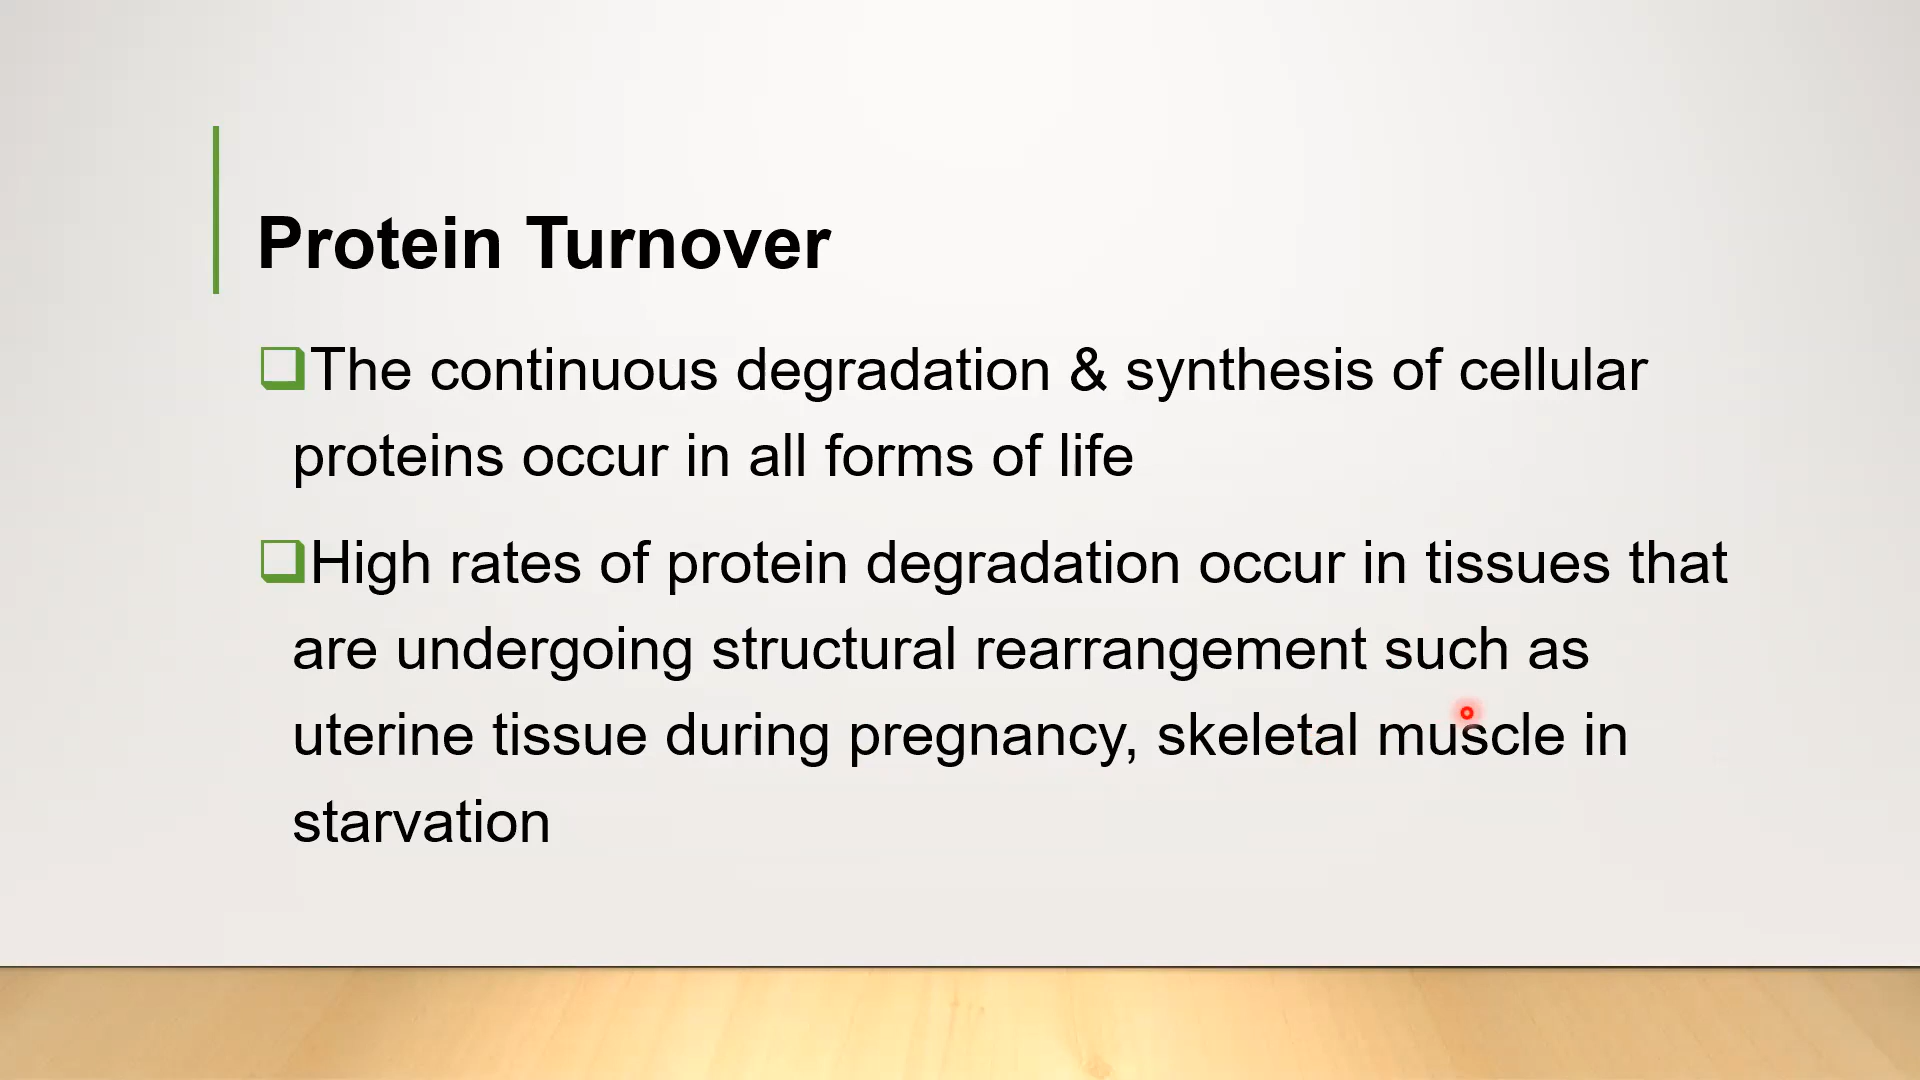 Protein Turnover
The continuous degradation & synthesis of cellular
proteins occur in all forms of life
High rates of protein degradation occur in tissues that
are undergoing structural rearrangement such as
uterine tissue during pregnancy, skeletal muscle in
starvation